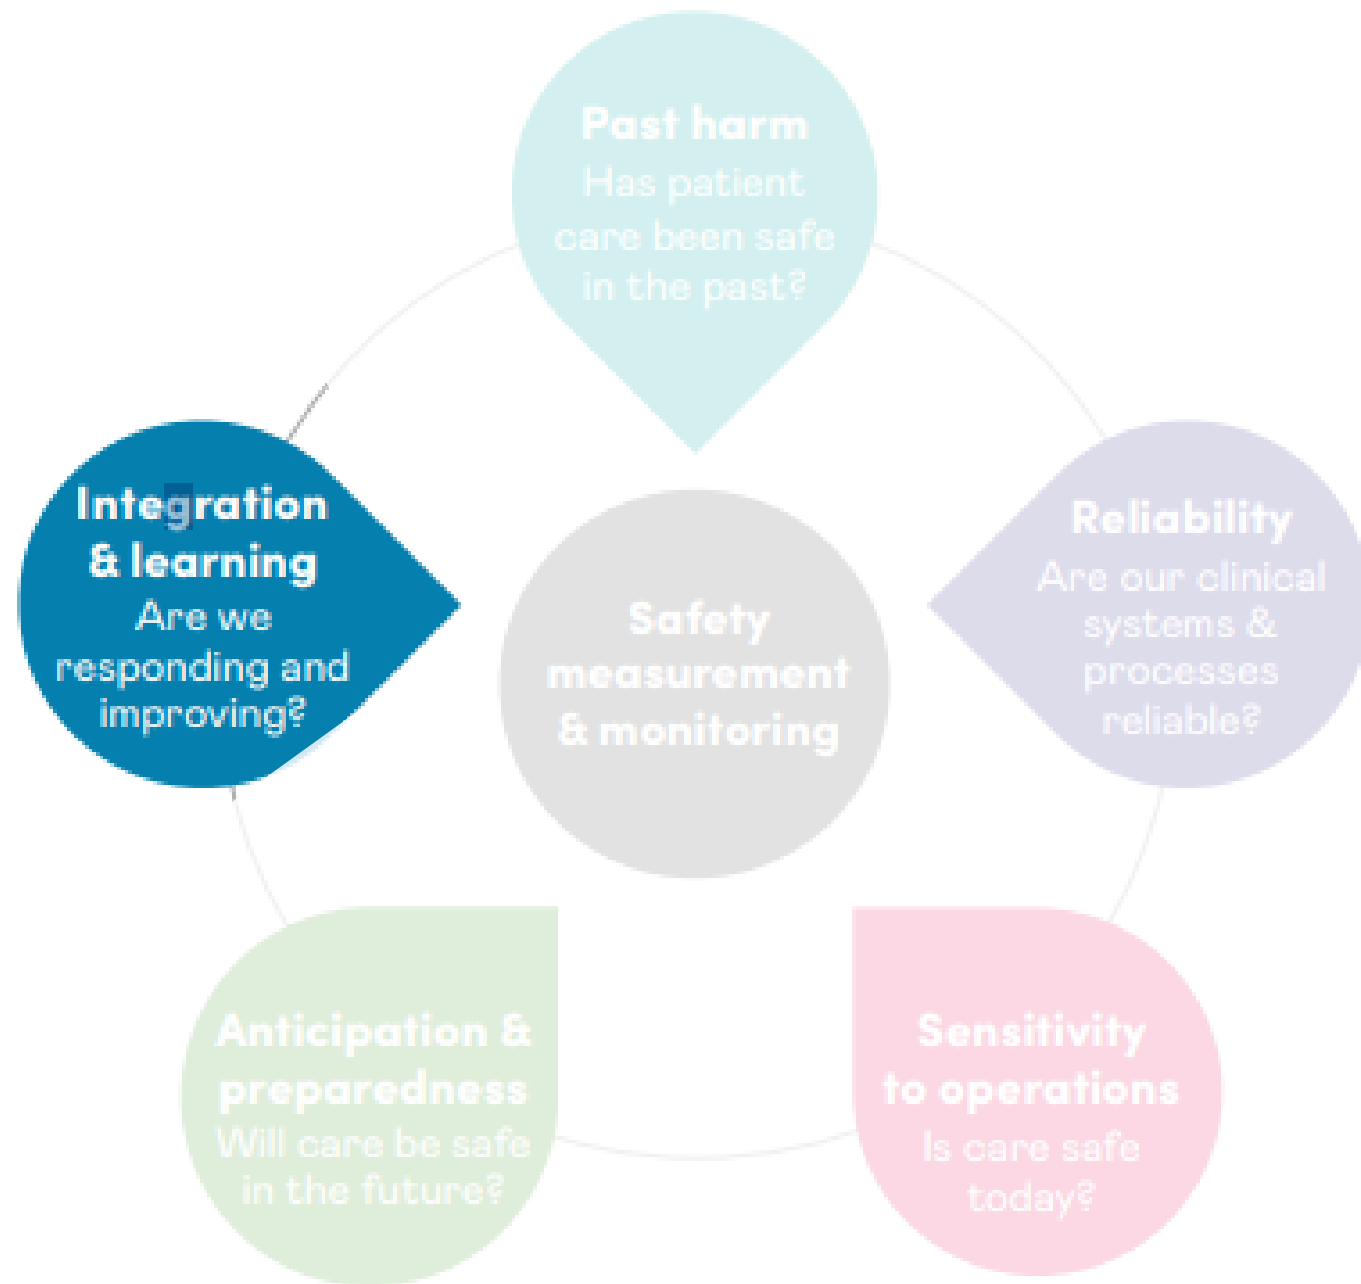 Past harm
Has patient
care been safe
in the past?
Integration
& learning
Are we
responding and
improving?
Safety
measurement
& monitoring
Reliability
Are our clinical
systems &
processes
reliable?
Anticipation &
preparedness
Will care be safe
in the future?
Sensitivity
to operations
Is care safe
today?